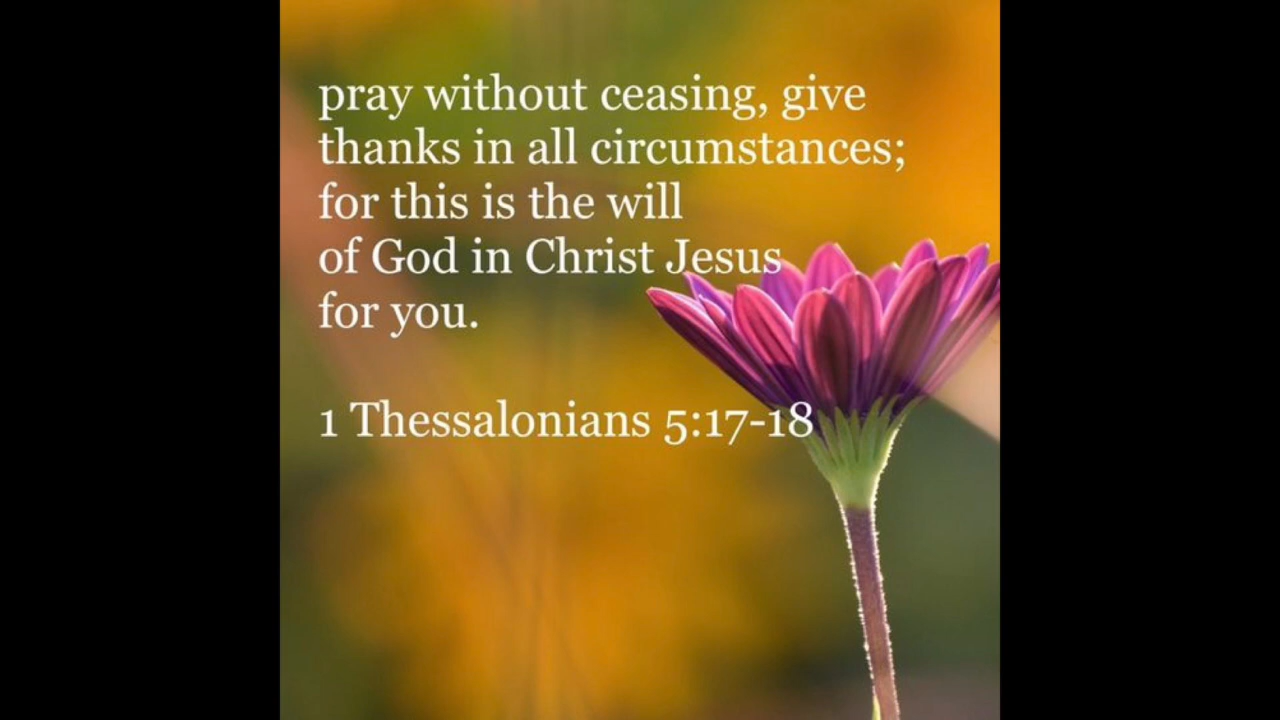 pray without ceasing, give
thanks in all circumstances;
for this is the will
of God in Christ Jesus
for you.
1 Thessalonians 5:17-18